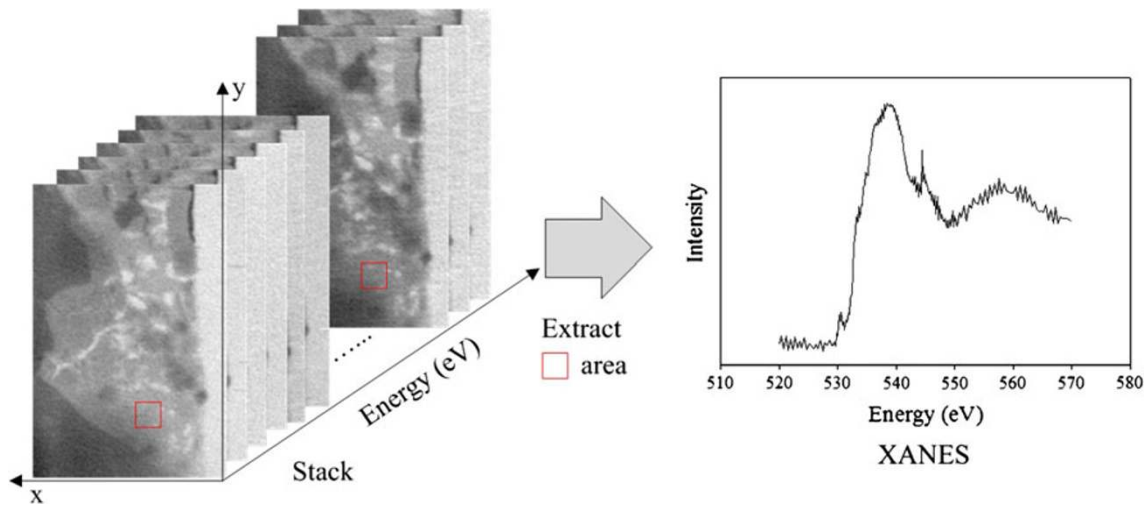 y
x
Energy (eV)
Stack
Extract
area
Intensity
510 520 530 540 550 560 570 580
Energy (eV)
XANES